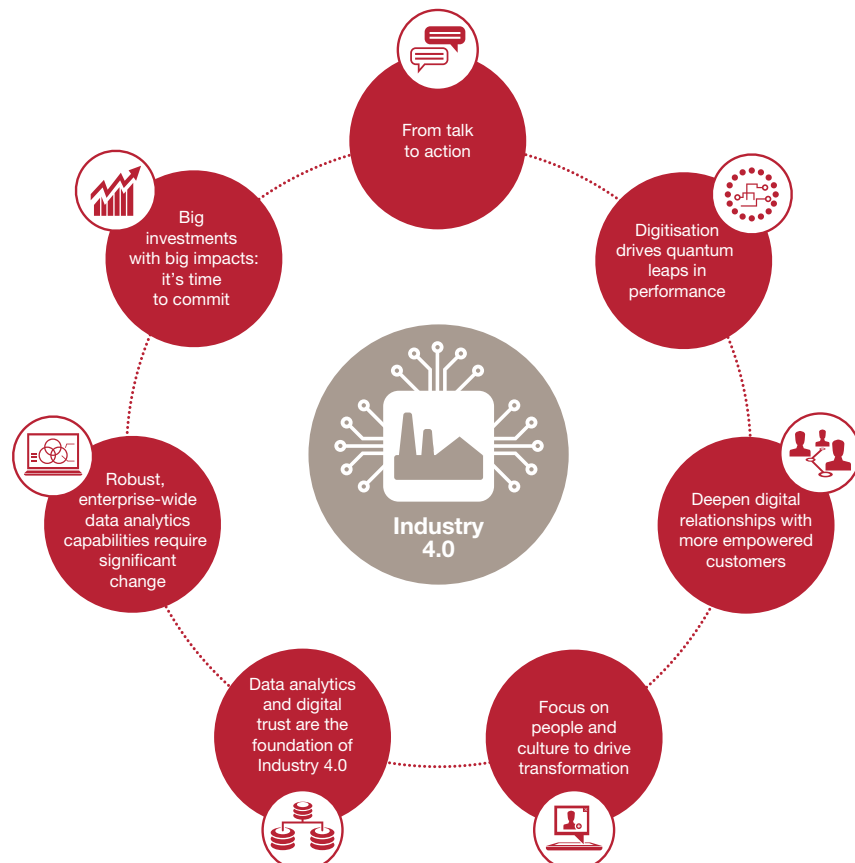 From talk
to action
Digitisation
drives quantum
leaps in
performance
Deepen digital
relationships with
more empowered
customers
Focus on
people and
culture to drive
transformation
Data analytics
and digital
trust are the
foundation of
Industry 4.0
Robust,
enterprise-wide
data analytics
capabilities require
significant
change
Big
investments
with big impacts:
it’s time
to commit
Industry
4.0